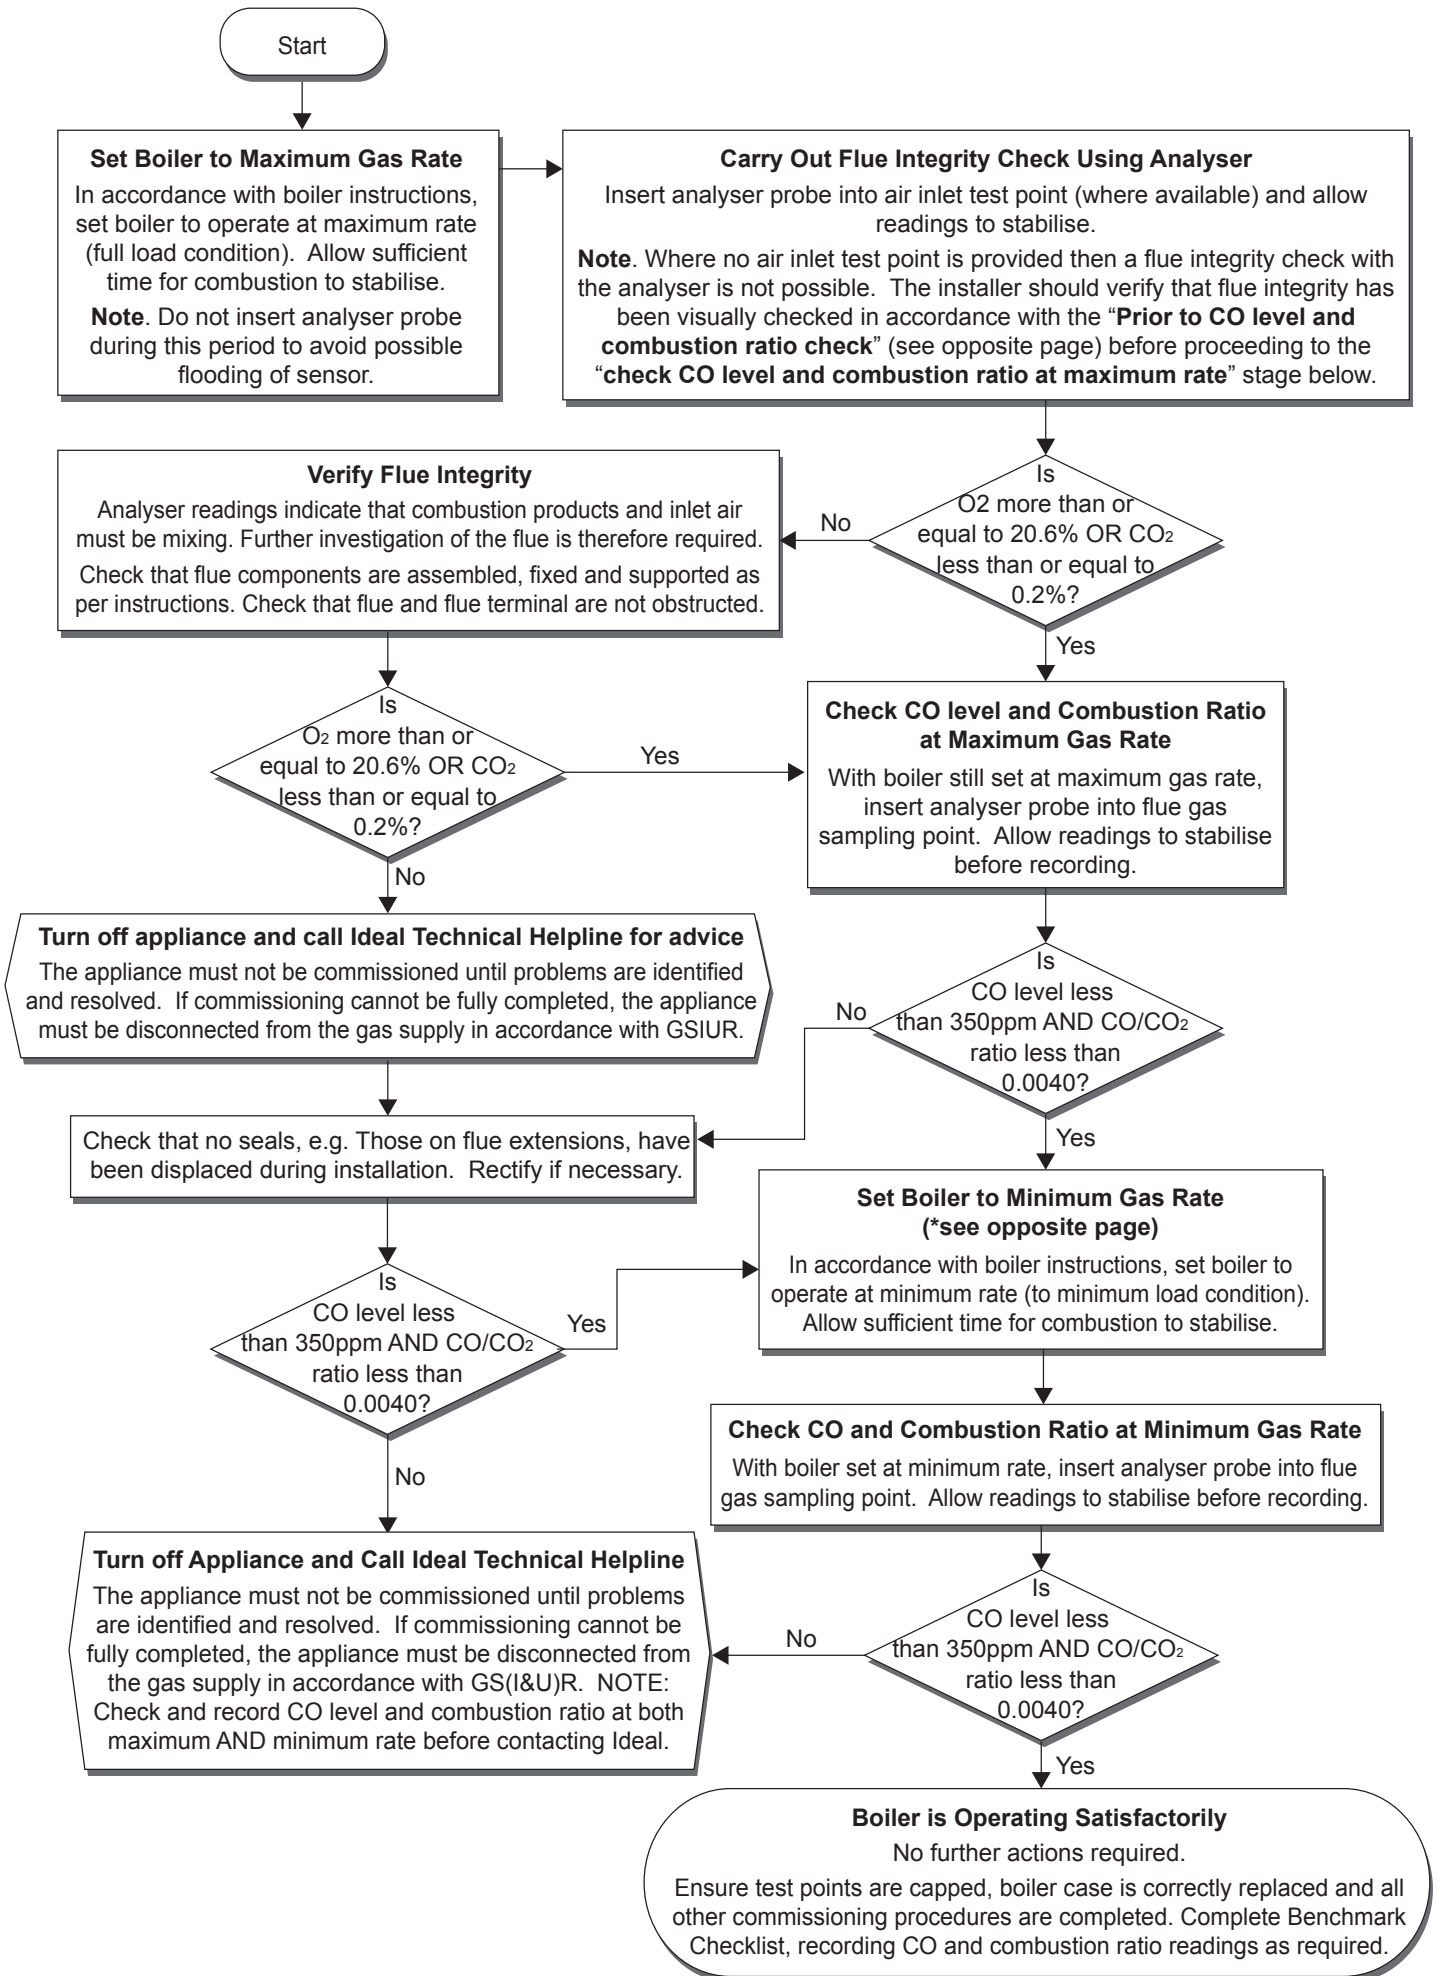 Start
Set Boiler to Maximum Gas Rate
In accordance with boiler instructions,
set boiler to operate at maximum rate
(full load condition).  Allow sufficient
time for combustion to stabilise.
Note. Do not insert analyser probe
during this period to avoid possible
flooding of sensor.
Carry Out Flue Integrity Check Using Analyser
Insert analyser probe into air inlet test point (where available) and allow
readings to stabilise.
Note. Where no air inlet test point is provided then a flue integrity check with
the analyser is not possible.  The installer should verify that flue integrity has
been visually checked in accordance with the “Prior to CO level and
combustion ratio check” (see opposite page) before proceeding to the
“check CO level and combustion ratio at maximum rate” stage below.
Is
O2 more than or
equal to 20.6% OR CO2
less than or equal to
0.2%?
No
Yes
Verify Flue Integrity
Analyser readings indicate that combustion products and inlet air
must be mixing. Further investigation of the flue is therefore required.
Check that flue components are assembled, fixed and supported as
per instructions. Check that flue and flue terminal are not obstructed.
Is
O2 more than or
equal to 20.6% OR CO2
less than or equal to
0.2%?
Yes
No
Check CO level and Combustion Ratio
at Maximum Gas Rate
With boiler still set at maximum gas rate,
insert analyser probe into flue gas
sampling point.  Allow readings to stabilise
before recording.
Turn off appliance and call Ideal Technical Helpline for advice
The appliance must not be commissioned until problems are identified
and resolved.  If commissioning cannot be fully completed, the appliance
must be disconnected from the gas supply in accordance with GSIUR.
Is
CO level less
than 350ppm AND CO/CO2
ratio less than
0.0040?
No
Yes
Check that no seals, e.g. Those on flue extensions, have
been displaced during installation.  Rectify if necessary.
Is
CO level less
than 350ppm AND CO/CO2
ratio less than
0.0040?
Yes
No
Set Boiler to Minimum Gas Rate
(*see opposite page)
In accordance with boiler instructions, set boiler to
operate at minimum rate (to minimum load condition).
Allow sufficient time for combustion to stabilise.
Check CO and Combustion Ratio at Minimum Gas Rate
With boiler set at minimum rate, insert analyser probe into flue
gas sampling point.  Allow readings to stabilise before recording.
Turn off Appliance and Call Ideal Technical Helpline
The appliance must not be commissioned until problems
are identified and resolved.  If commissioning cannot be
fully completed, the appliance must be disconnected from
the gas supply in accordance with GS(I&U)R.  NOTE:
Check and record CO level and combustion ratio at both
maximum AND minimum rate before contacting Ideal.
Is
CO level less
than 350ppm AND CO/CO2
ratio less than
0.0040?
No
Yes
Boiler is Operating Satisfactorily
No further actions required.
Ensure test points are capped, boiler case is correctly replaced and all
other commissioning procedures are completed. Complete Benchmark
Checklist, recording CO and combustion ratio readings as required.